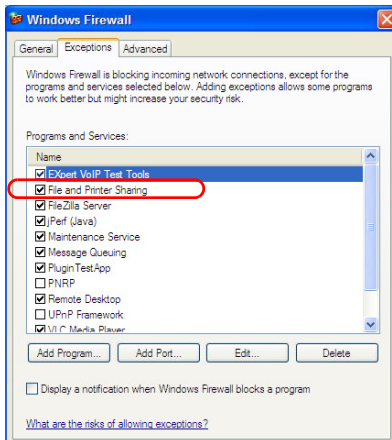 Windows Firewall
General Exceptions Advanced
Windows Firewall is blocking incoming network connections, except for the
programs and services selected below. Adding exceptions allows some programs
to work better but might increase your security risk.
Programs and Services:
Name
EXpert VoIP Test Tools
File and Printer Sharing
FileZilla Server
jPerf (Java)
Maintenance Service
Message Queuing
PluginTestApp
PNRP
Remote Desktop
UPnP Framework
VLC Media Player
Add Program... Add Port... Edit... Delete
Display a notification when Windows Firewall blocks a program
What are the risks of allowing exceptions?